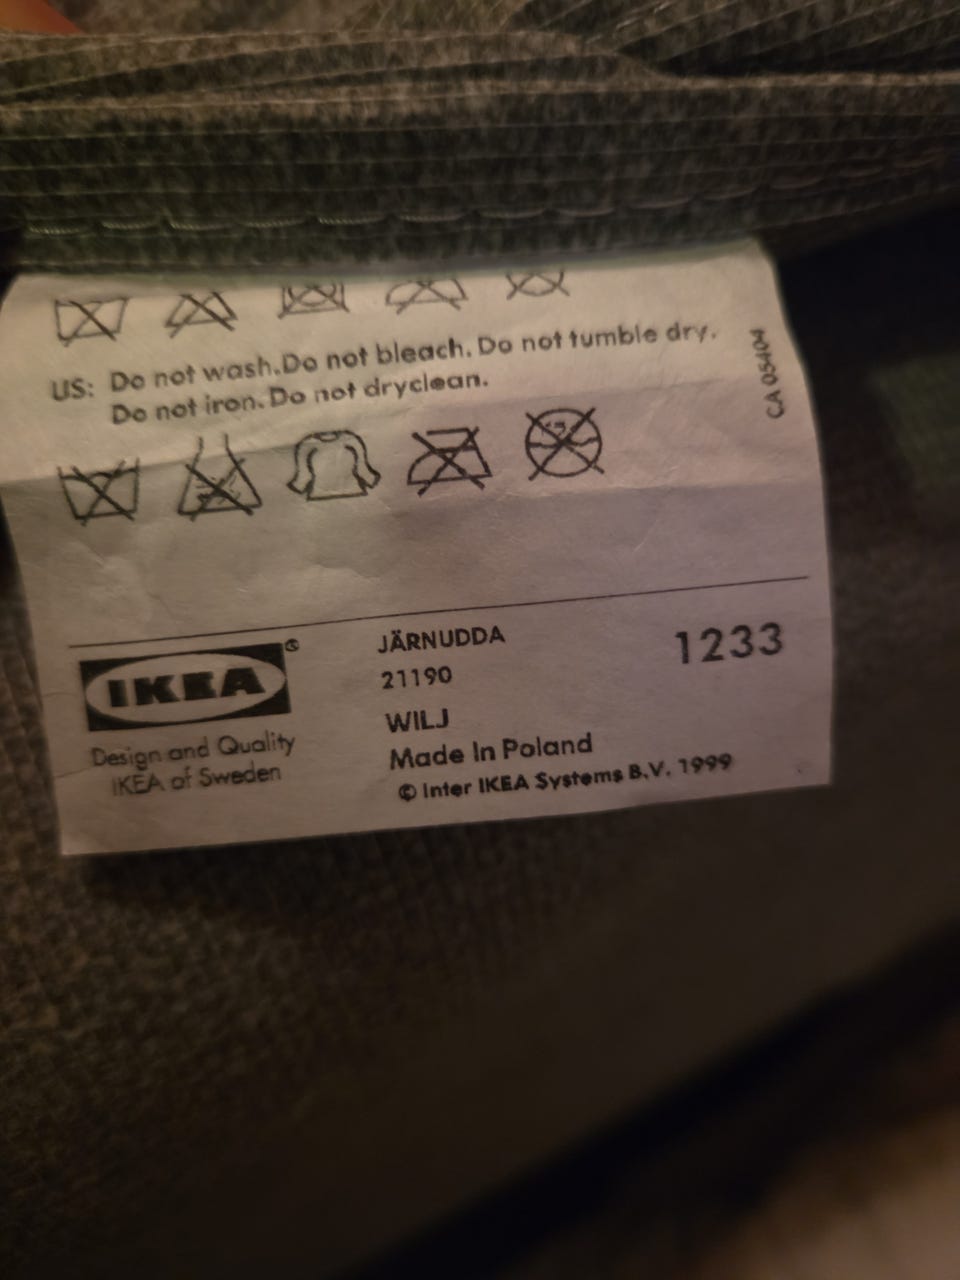 US: Do not wash.Do not bleach. Do not tumble dry.
Do not iron. Do not dryclean.
CA 05404
IKEA®
Design and Quality
IKEA of Sweden
JÄRNUDDA
21190
WILJ
Made In Poland
© Inter IKEA Systems B.V. 1999
1233